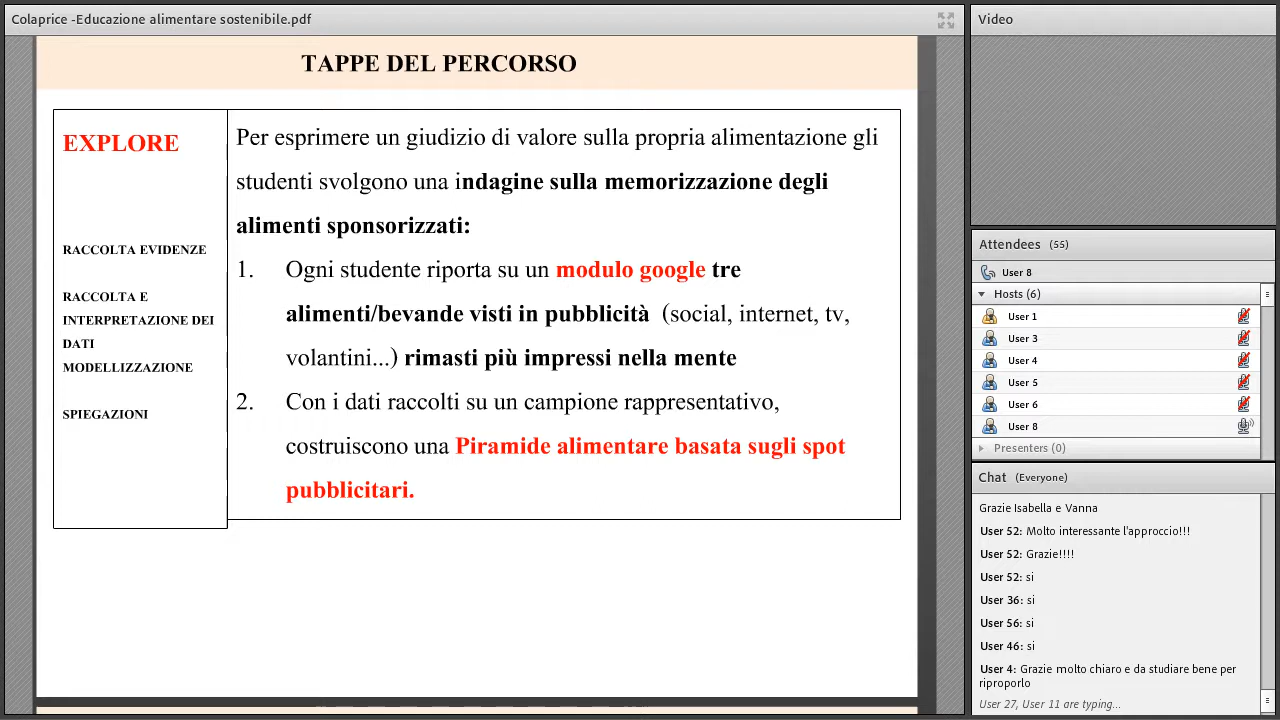 Colaprice -Educazione alimentare sostenibile.pdf
TAPPE DEL PERCORSO
EXPLORE
RACCOLTA EVIDENZE
RACCOLTA E
INTERPRETAZIONE DEI
DATI
MODELLIZZAZIONE
SPIEGAZIONI
Per esprimere un giudizio di valore sulla propria alimentazione gli
studenti svolgono una indagine sulla memorizzazione degli
alimenti sponsorizzati:
1. Ogni studente riporta su un modulo google tre
alimenti/bevande visti in pubblicità (social, internet, tv,
volantini...) rimasti più impressi nella mente
2. Con i dati raccolti su un campione rappresentativo,
costruiscono una Piramide alimentare basata sugli spot
pubblicitari.
Video
Attendees (55)
User 8
Hosts (6)
User 1
User 3
User 4
User 5
User 6
User 8
Presenters (0)
Chat (Everyone)
Grazie Isabella e Vanna
User 52: Molto interessante l'approccio!!!
User 52: Grazie!!!!
User 52: si
User 36: si
User 56: si
User 46: si
User 4: Grazie molto chiaro e da studiare bene per
riproporlo
User 27, User 11 are typing...